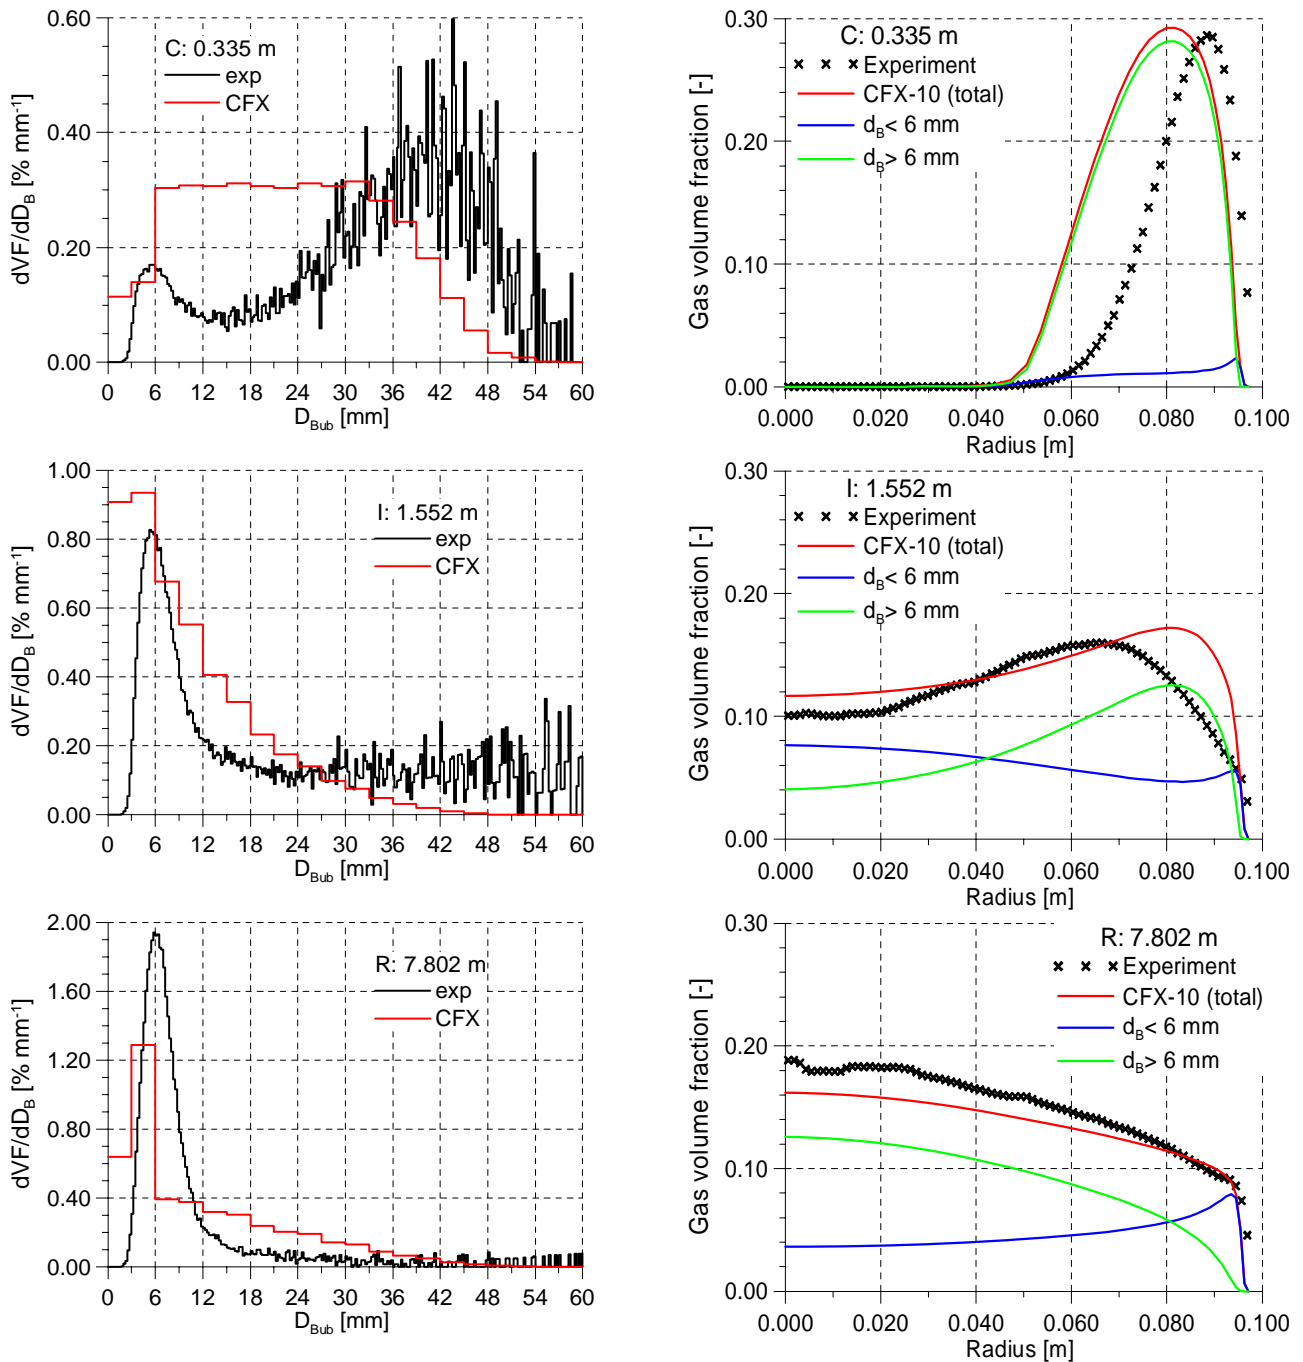 0.60
0.40
0.20
0.00
dVF/dD_B [% mm⁻¹]
C: 0.335 m
exp
CFX
0 6 12 18 24 30 36 42 48 54 60
D_Bub [mm]
0.30
0.20
0.10
0.00
Gas volume fraction [-]
C: 0.335 m
Experiment
CFX-10 (total)
d_B< 6 mm
d_B> 6 mm
0.000 0.020 0.040 0.060 0.080 0.100
Radius [m]
1.00
0.80
0.60
0.40
0.20
0.00
dVF/dD_B [% mm⁻¹]
I: 1.552 m
exp
CFX
0 6 12 18 24 30 36 42 48 54 60
D_Bub [mm]
0.30
0.20
0.10
0.00
Gas volume fraction [-]
I: 1.552 m
Experiment
CFX-10 (total)
d_B< 6 mm
d_B> 6 mm
0.000 0.020 0.040 0.060 0.080 0.100
Radius [m]
2.00
1.60
1.20
0.80
0.40
0.00
dVF/dD_B [% mm⁻¹]
R: 7.802 m
exp
CFX
0 6 12 18 24 30 36 42 48 54 60
D_Bub [mm]
0.30
0.20
0.10
0.00
Gas volume fraction [-]
R: 7.802 m
Experiment
CFX-10 (total)
d_B< 6 mm
d_B> 6 mm
0.000 0.020 0.040 0.060 0.080 0.100
Radius [m]